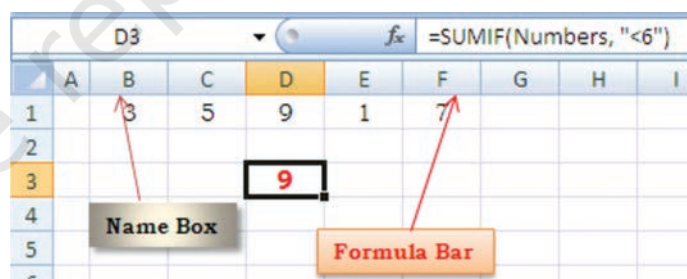 D3 fx =SUMIF(Numbers, "<6")
A B C D E F G H I
1 3 5 9 1 7
2
3 9
4
Name Box
5 Formula Bar